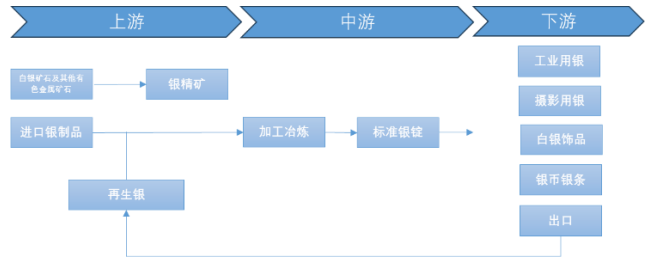 上游
中游
下游
白银矿石及其他有
色金属矿石
银精矿
进口银制品
加工冶炼
标准银锭
再生银
工业用银
摄影用银
白银饰品
银币银条
出口